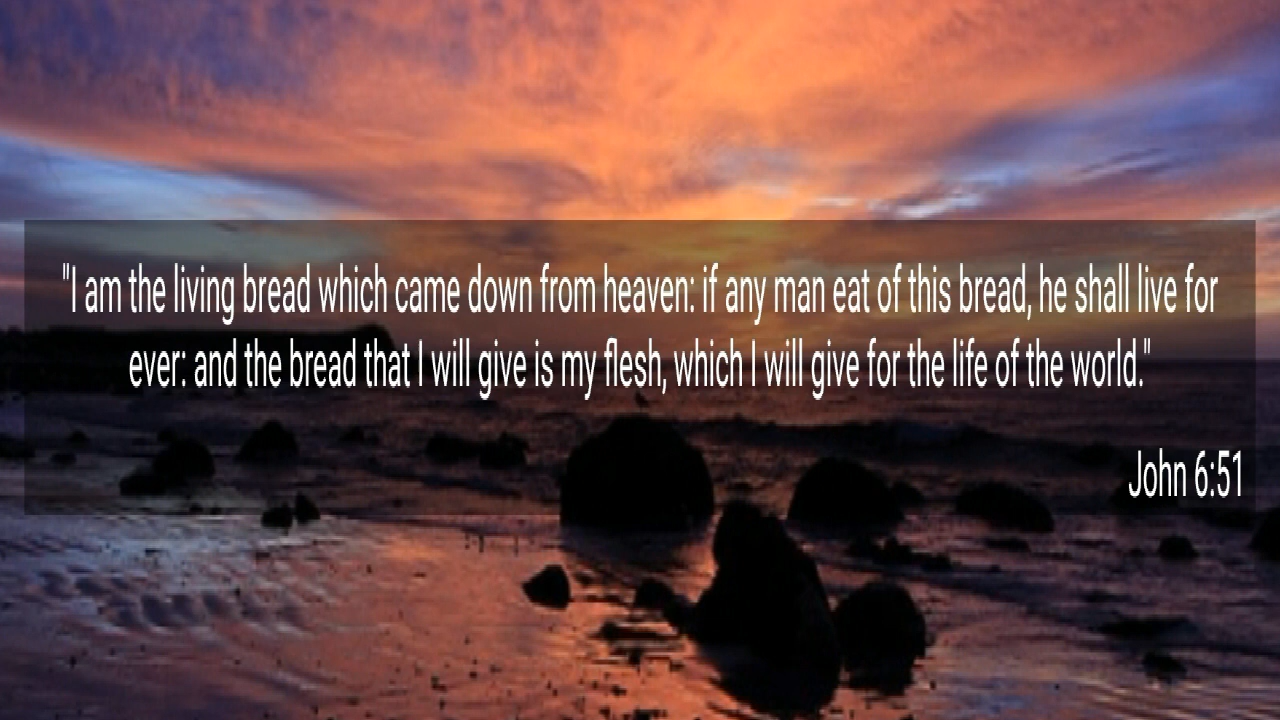 "I am the living bread which came down from heaven: if any man eat of this bread, he shall live for
ever: and the bread that I will give is my flesh, which I will give for the life of the world."
John 6:51